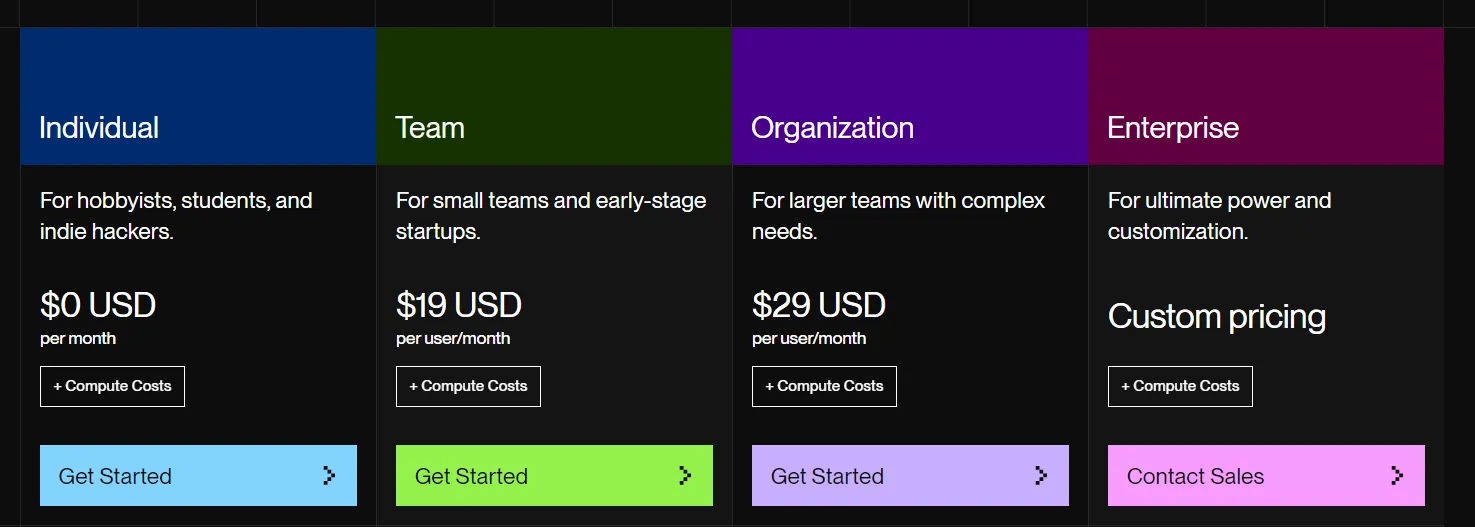 Individual
For hobbyists, students, and
indie hackers.
$0 USD
per month
+ Compute Costs
Get Started
Team
For small teams and early-stage
startups.
$19 USD
per user/month
+ Compute Costs
Get Started
Organization
For larger teams with complex
needs.
$29 USD
per user/month
+ Compute Costs
Get Started
Enterprise
For ultimate power and
customization.
Custom pricing
+ Compute Costs
Contact Sales